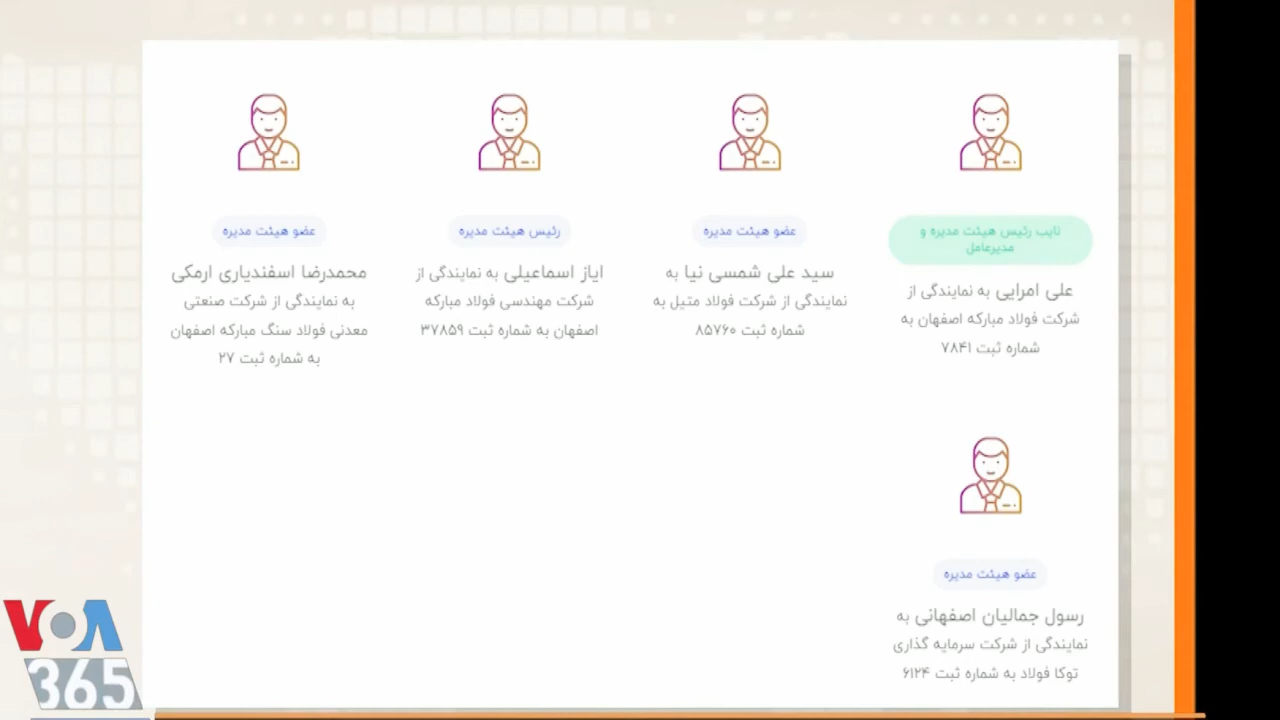 نایب رئیس هیئت مدیره و
مدیرعامل
علی امرایی به نمایندگی از
شرکت فولاد مبارکه اصفهان به
شماره ثبت ۷۸۴۱
عضو هیئت مدیره
سید علی شمسی نیا به
نمایندگی از شرکت فولاد متیل به
شماره ثبت ۸۵۷۶۰
رئیس هیئت مدیره
ایاز اسماعیلی به نمایندگی از
شرکت مهندسی فولاد مبارکه
اصفهان به شماره ثبت ۳۷۸۵۹
عضو هیئت مدیره
محمدرضا اسفندیاری ارمکی
به نمایندگی از شرکت صنعتی
معدنی فولاد سنگ مبارکه اصفهان
به شماره ثبت ۲۷
عضو هیئت مدیره
رسول جمالیان اصفهانی به
نمایندگی از شرکت سرمایه گذاری
توکا فولاد به شماره ثبت ۶۱۲۴
VOA
365